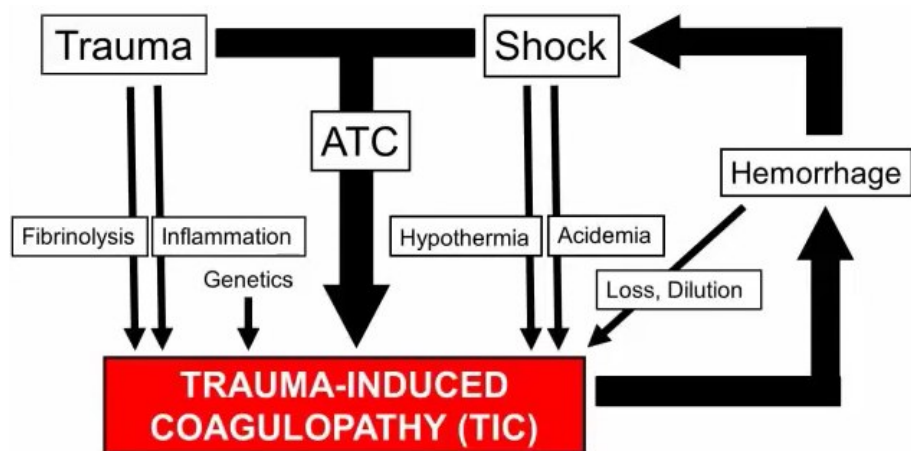 Trauma
Shock
ATC
Hemorrhage
Fibrinolysis
Inflammation
Hypothermia
Acidemia
Genetics
Loss, Dilution
TRAUMA-INDUCED
COAGULOPATHY (TIC)